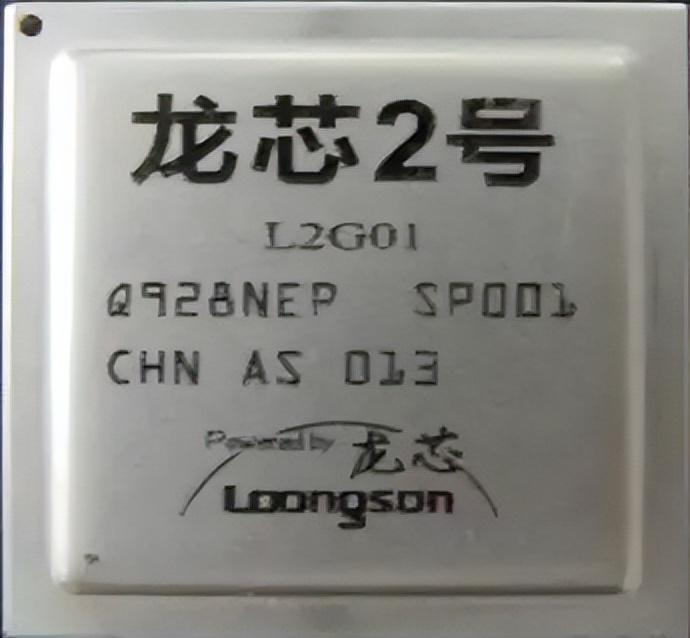 龙芯2号
L2G01
Q928NEP SP001
CHN AS 013
Powered by 龙芯
Loongson